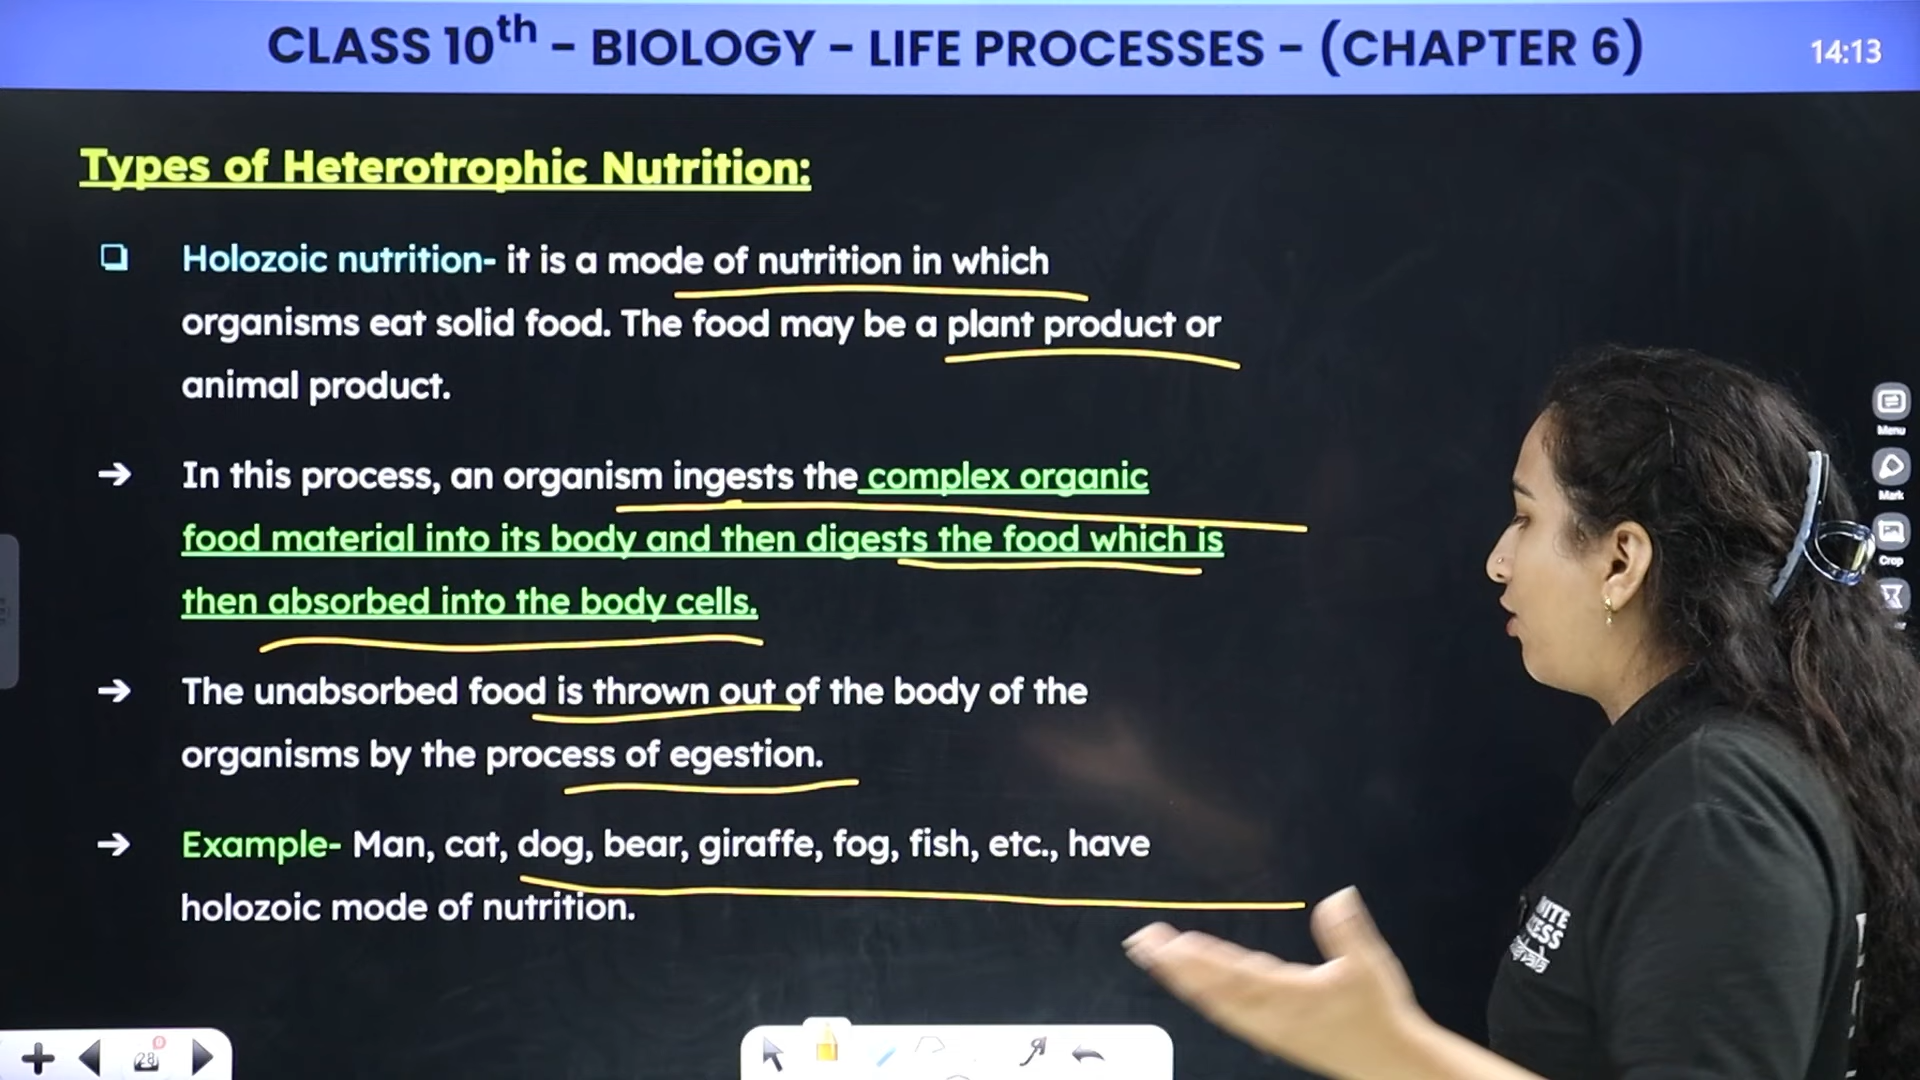 CLASS 10th - BIOLOGY - LIFE PROCESSES - (CHAPTER 6)
14:13
Types of Heterotrophic Nutrition:
❏ Holozoic nutrition- it is a mode of nutrition in which
organisms eat solid food. The food may be a plant product or
animal product.
→ In this process, an organism ingests the complex organic
food material into its body and then digests the food which is
then absorbed into the body cells.
→ The unabsorbed food is thrown out of the body of the
organisms by the process of egestion.
→ Example- Man, cat, dog, bear, giraffe, fog, fish, etc., have
holozoic mode of nutrition.
Menu
Mark
Crop
28